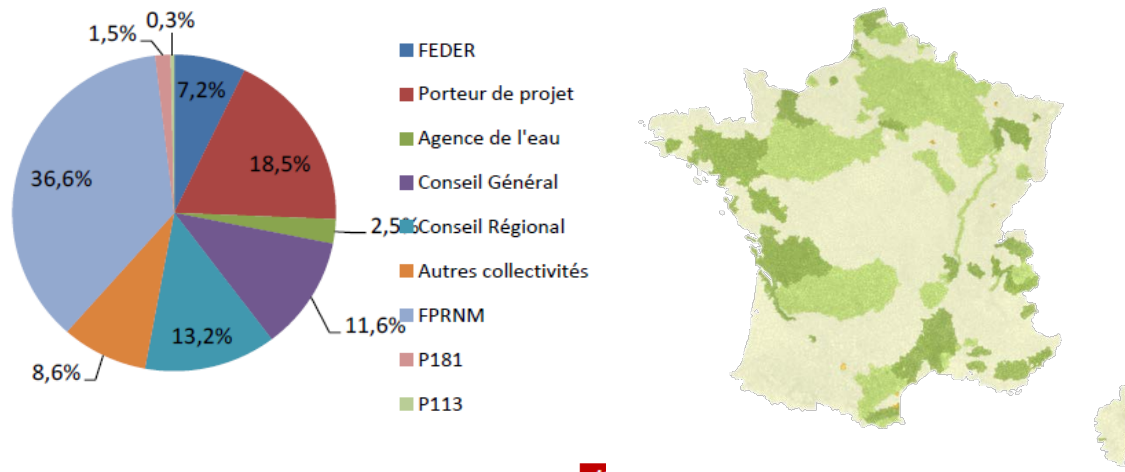 0,3%
1,5%
7,2%
18,5%
36,6%
2,5%
11,6%
13,2%
8,6%
FEDER
Porteur de projet
Agence de l'eau
Conseil Général
Conseil Régional
Autres collectivités
FPRNM
P181
P113